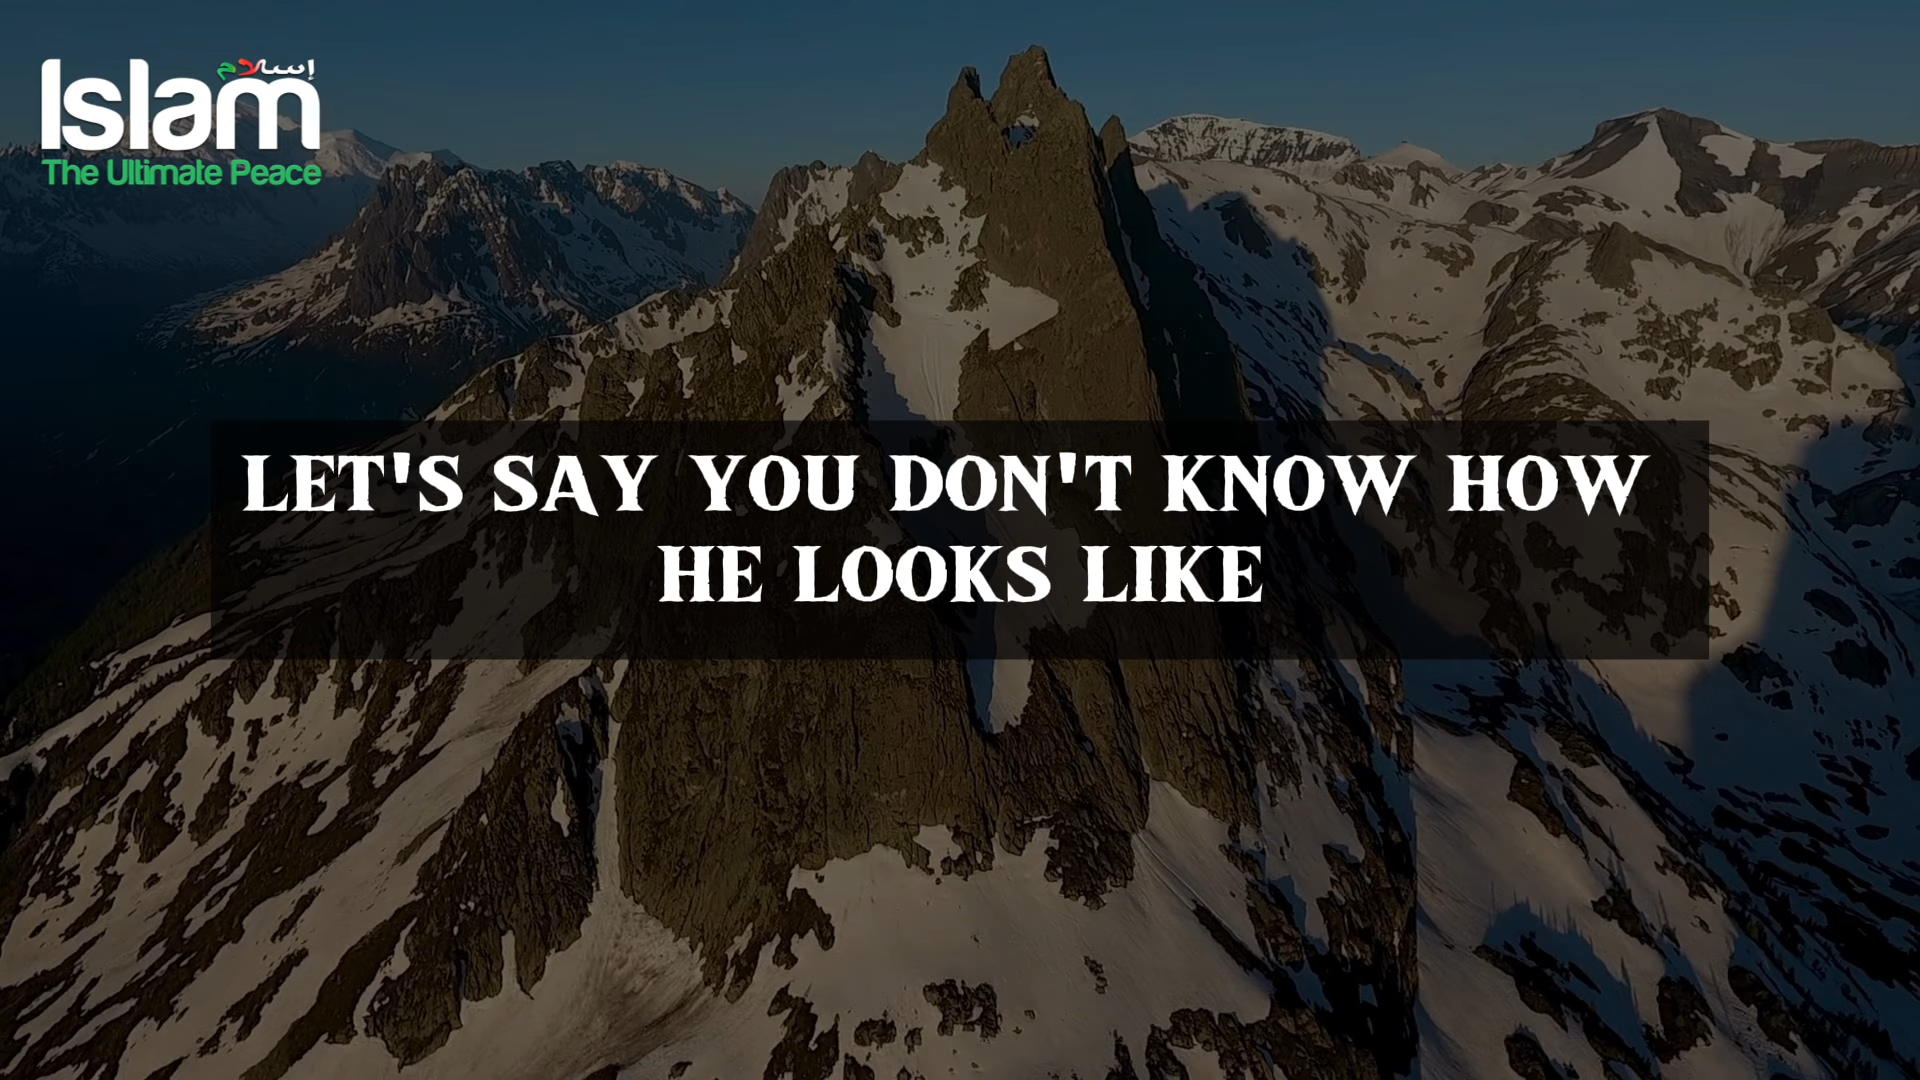 إسلام
Islam
The Ultimate Peace
LET'S SAY YOU DON'T KNOW HOW
HE LOOKS LIKE